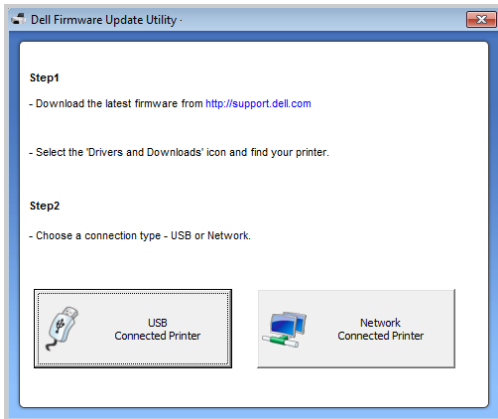 Dell Firmware Update Utility -
Step1
- Download the latest firmware from http://support.dell.com
- Select the 'Drivers and Downloads' icon and find your printer.
Step2
- Choose a connection type - USB or Network.
USB
Connected Printer
Network
Connected Printer